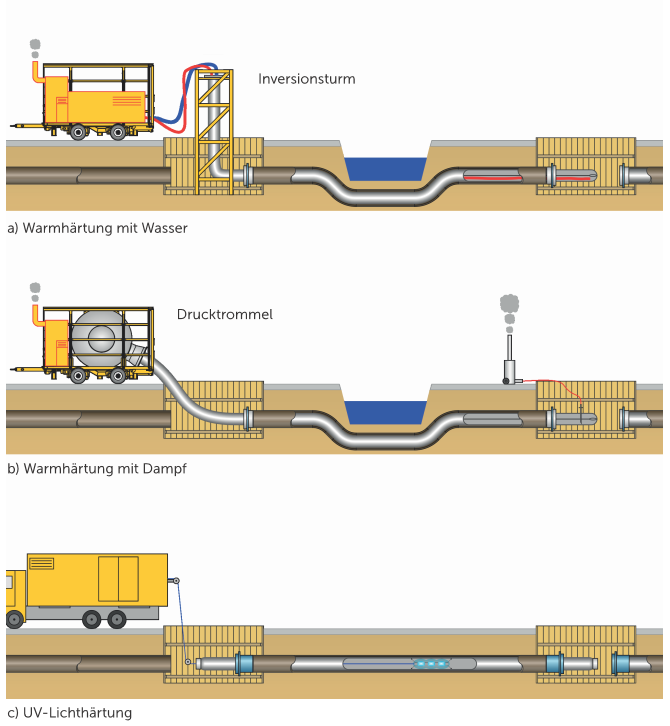 Inversionsturm
a) Warmhärtung mit Wasser
Drucktrommel
b) Warmhärtung mit Dampf
c) UV-Lichthärtung